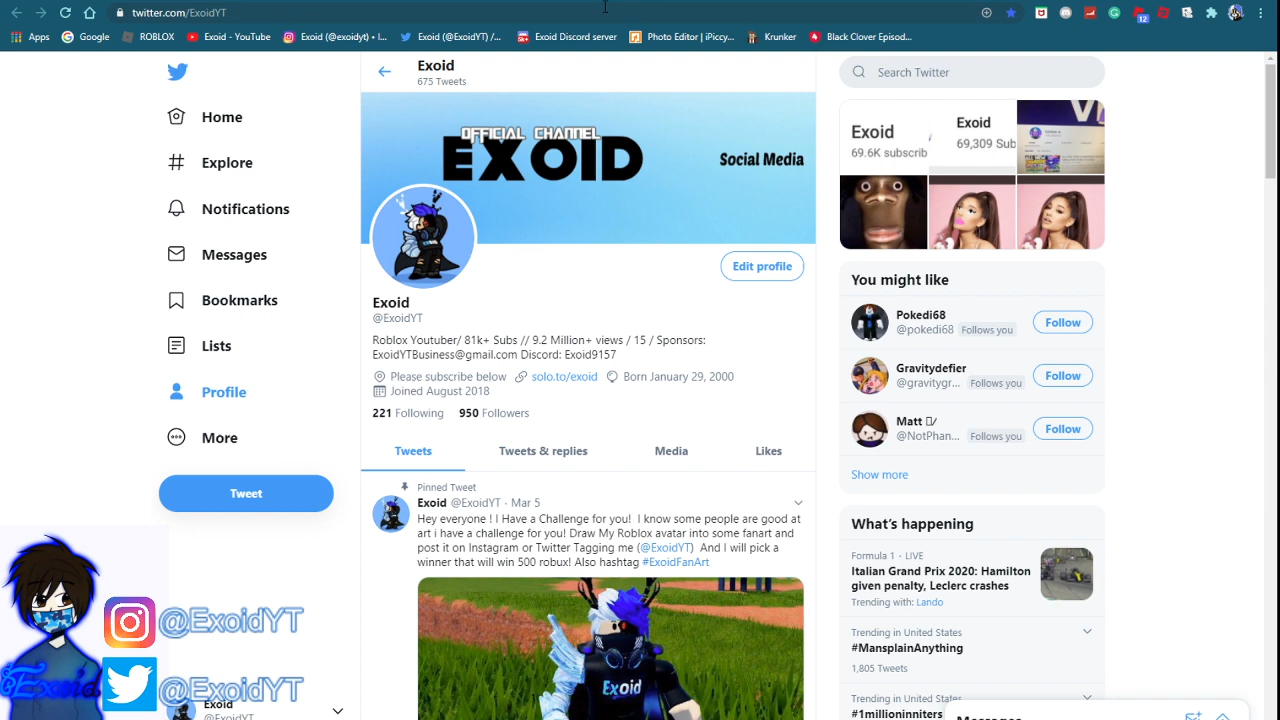 twitter.com/ExoidYT
12
Apps
Google
ROBLOX
Exoid - YouTube
Exoid (@exoidyt) • I...
Exoid (@ExoidYT) /...
Exoid Discord server
Photo Editor | iPiccy...
Krunker
Black Clover Episod...
Home
Explore
Notifications
Messages
Bookmarks
Lists
Profile
More
Tweet
Exoid
675 Tweets
OFFICIAL CHANNEL
EXOID
Social Media
Edit profile
Exoid
@ExoidYT
Roblox Youtuber/ 81k+ Subs // 9.2 Million+ views / 15 / Sponsors:
ExoidYTBusiness@gmail.com Discord: Exoid9157
Please subscribe below solo.to/exoid Born January 29, 2000
Joined August 2018
221 Following 950 Followers
Tweets
Tweets & replies
Media
Likes
Pinned Tweet
Exoid @ExoidYT · Mar 5
Hey everyone ! I Have a Challenge for you! I know some people are good at
art i have a challenge for you! Draw My Roblox avatar into some fanart and
post it on Instagram or Twitter Tagging me (@ExoidYT) And I will pick a
winner that will win 500 robux! Also hashtag #ExoidFanArt
Exoid
Search Twitter
Exoid
69.6K subscrib
Exoid
69,309 Sub
You might like
Pokedi68
@pokedi68 Follows you
Follow
Gravitydefier
@gravitygr... Follows you
Follow
Matt
@NotPhan... Follows you
Follow
Show more
What's happening
Formula 1 · LIVE
Italian Grand Prix 2020: Hamilton
given penalty, Leclerc crashes
Trending with: Lando
Trending in United States
#MansplainAnything
1,805 Tweets
Trending in United States
#1millioninniters
Messages
@ExoidYT
@ExoidYT
Exoid
Exoid
@ExoidYT